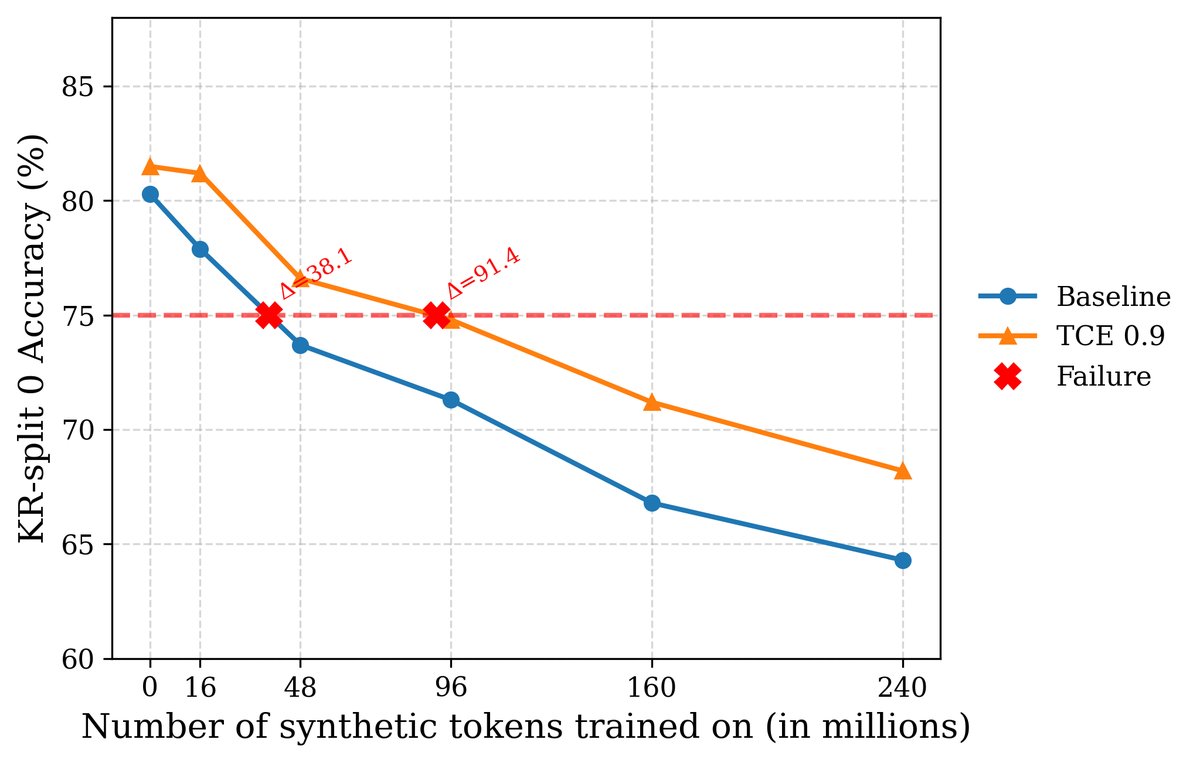 85
80
75
70
65
60
KR-split 0 Accuracy (%)
Δ=38.1
Δ=91.4
0 16 48 96 160 240
Number of synthetic tokens trained on (in millions)
Baseline
TCE 0.9
Failure